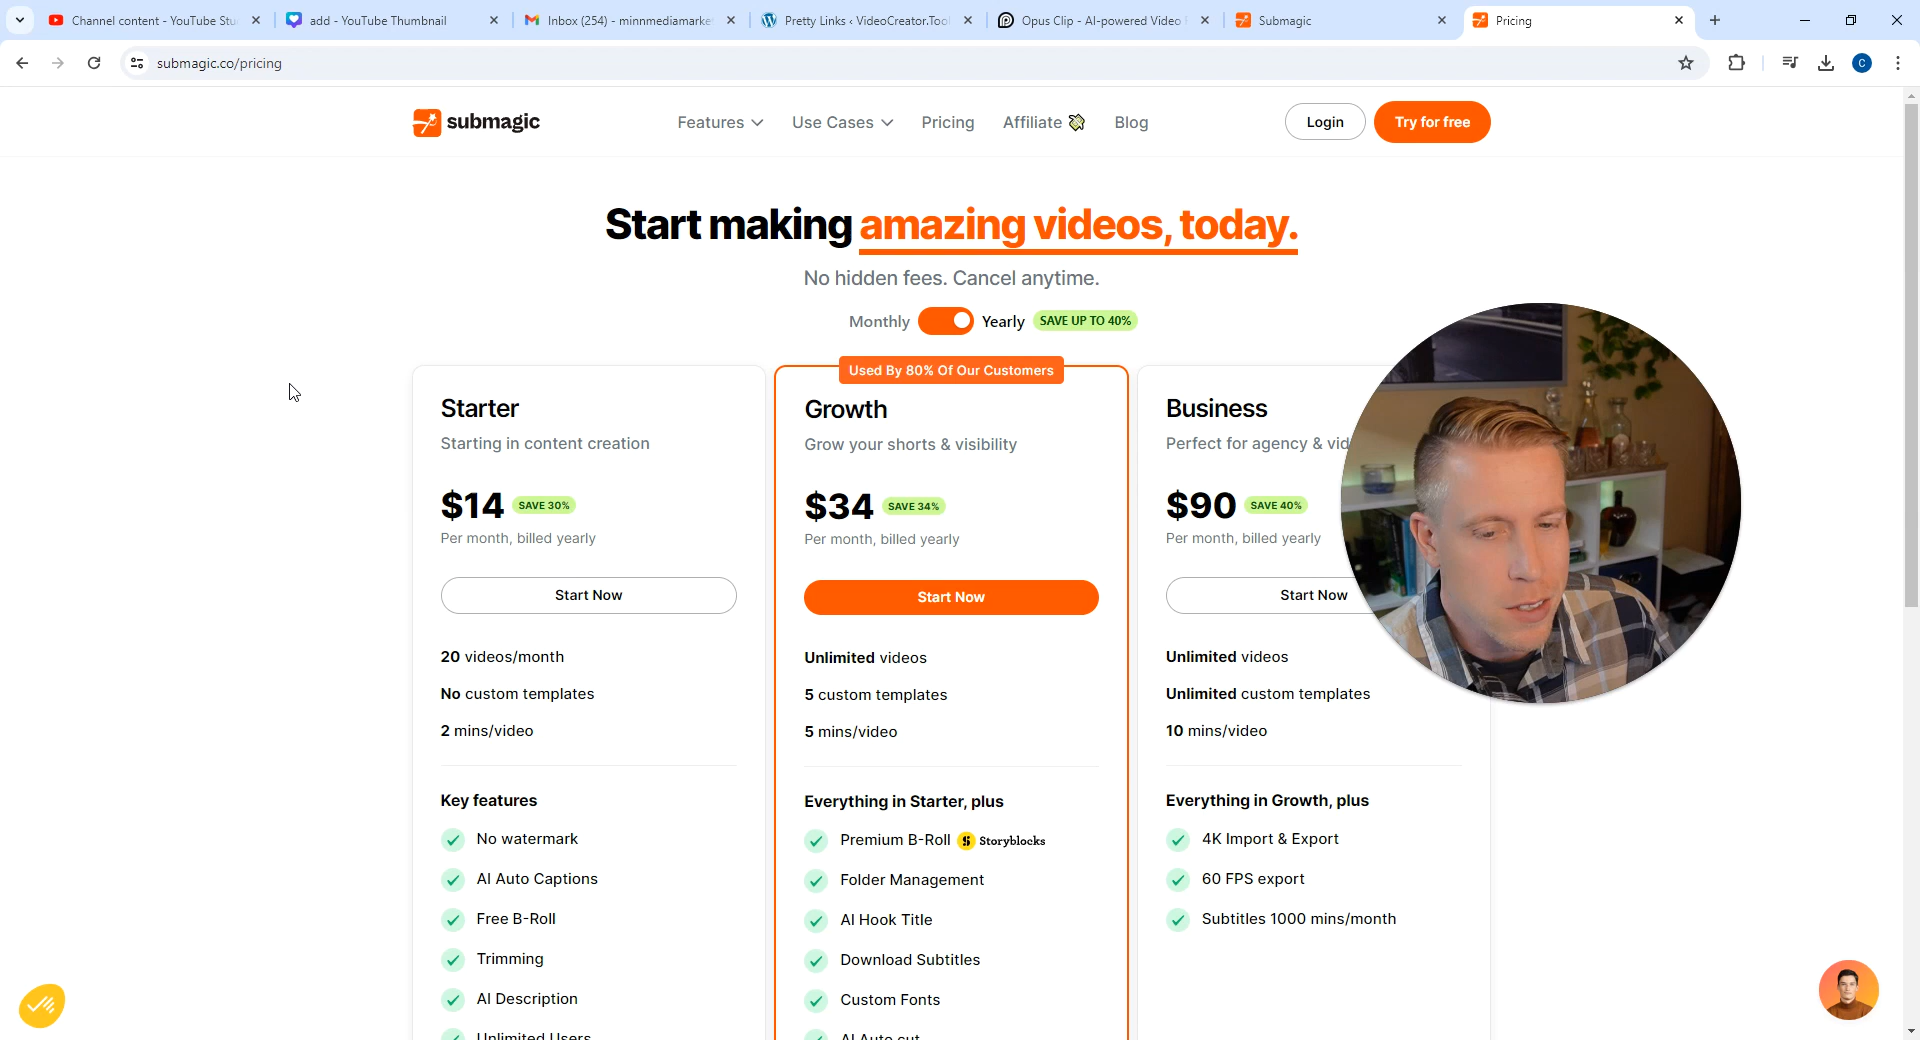 Channel content - YouTube Stu
add - YouTube Thumbnail
Inbox (254) - minnmediamarke
Pretty Links ‹ VideoCreator.Too
Opus Clip - AI-powered Video
Submagic
Pricing
submagic.co/pricing
C
submagic
Features
Use Cases
Pricing
Affiliate
Blog
Login
Try for free
Start making amazing videos, today.
No hidden fees. Cancel anytime.
Monthly
Yearly
SAVE UP TO 40%
Starter
Starting in content creation
$14
SAVE 30%
Per month, billed yearly
Start Now
20 videos/month
No custom templates
2 mins/video
Key features
No watermark
AI Auto Captions
Free B-Roll
Trimming
AI Description
Unlimited Users
Used By 80% Of Our Customers
Growth
Grow your shorts & visibility
$34
SAVE 34%
Per month, billed yearly
Start Now
Unlimited videos
5 custom templates
5 mins/video
Everything in Starter, plus
Premium B-Roll Storyblocks
Folder Management
AI Hook Title
Download Subtitles
Custom Fonts
AI Auto cut
Business
Perfect for agency & vid
$90
SAVE 40%
Per month, billed yearly
Start Now
Unlimited videos
Unlimited custom templates
10 mins/video
Everything in Growth, plus
4K Import & Export
60 FPS export
Subtitles 1000 mins/month